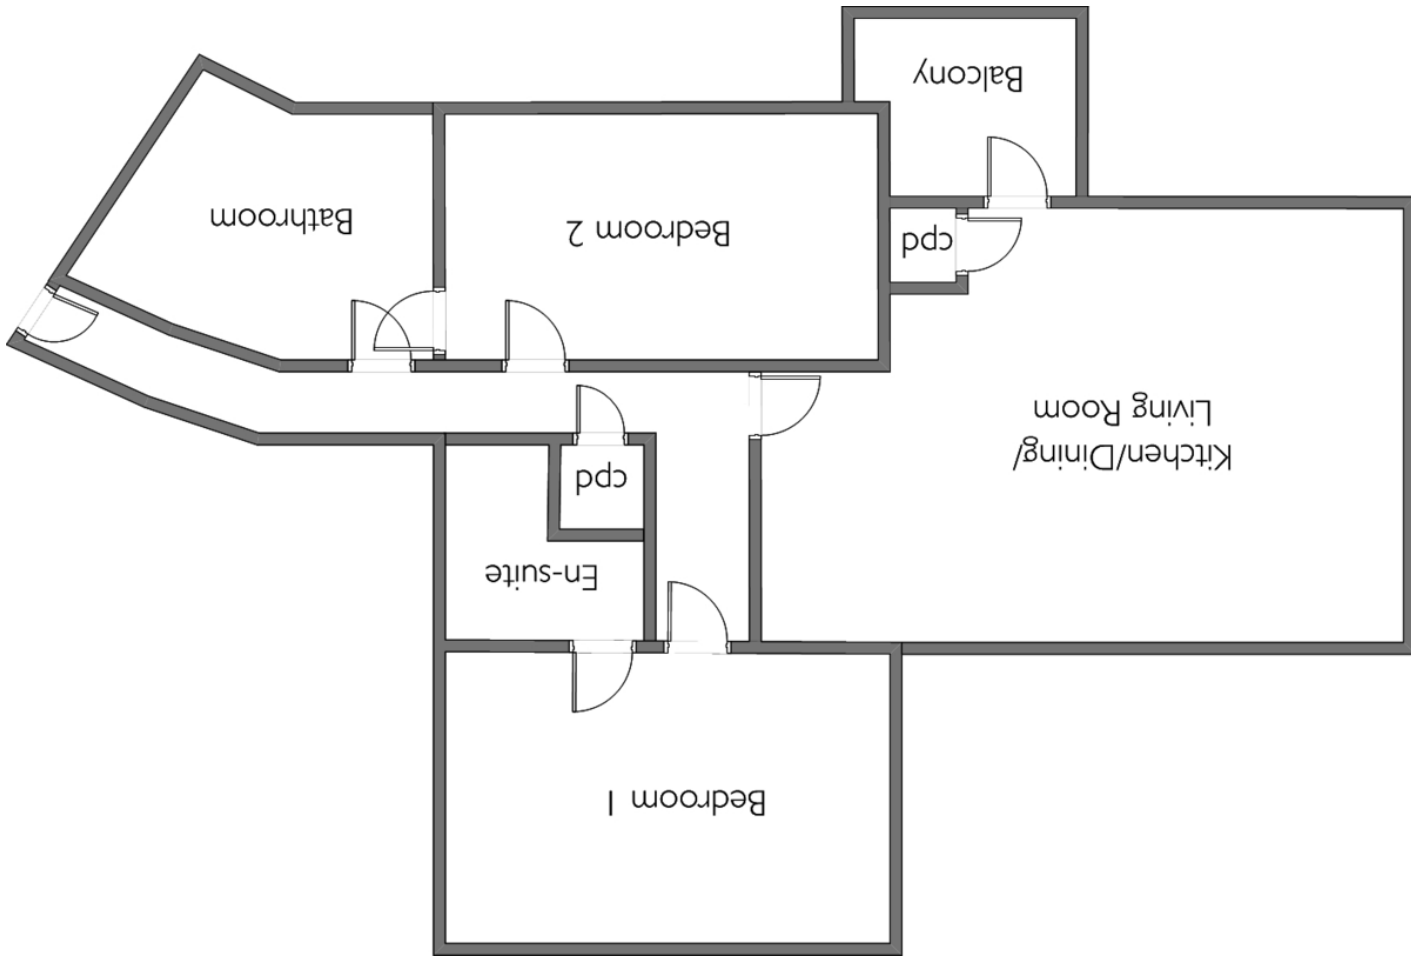 Bedroom 1
En-suite
cpd
Kitchen/Dining/
Living Room
cpd
Bedroom 2
Bathroom
Balcony